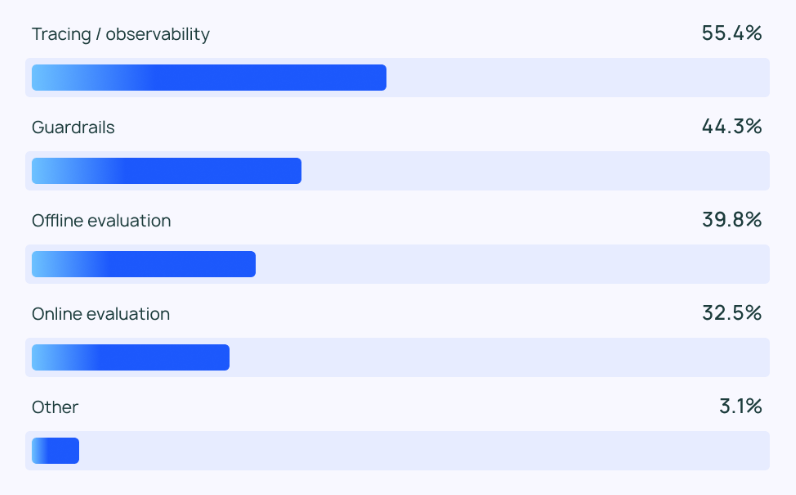 Tracing / observability 55.4%
Guardrails 44.3%
Offline evaluation 39.8%
Online evaluation 32.5%
Other 3.1%